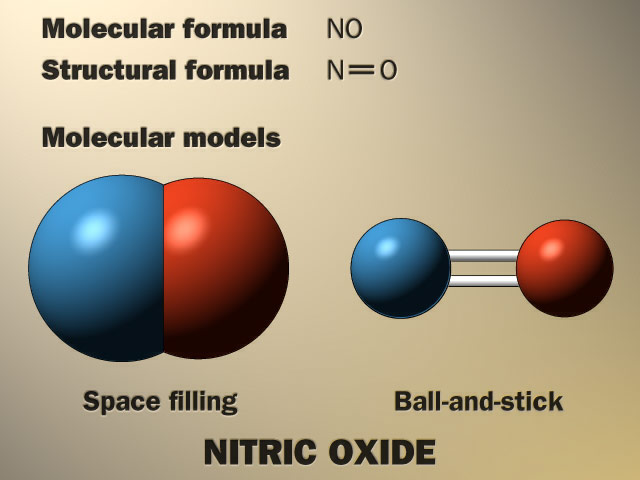 Molecular formula NO
Structural formula N=O
Molecular models
Space filling
Ball-and-stick
NITRIC OXIDE